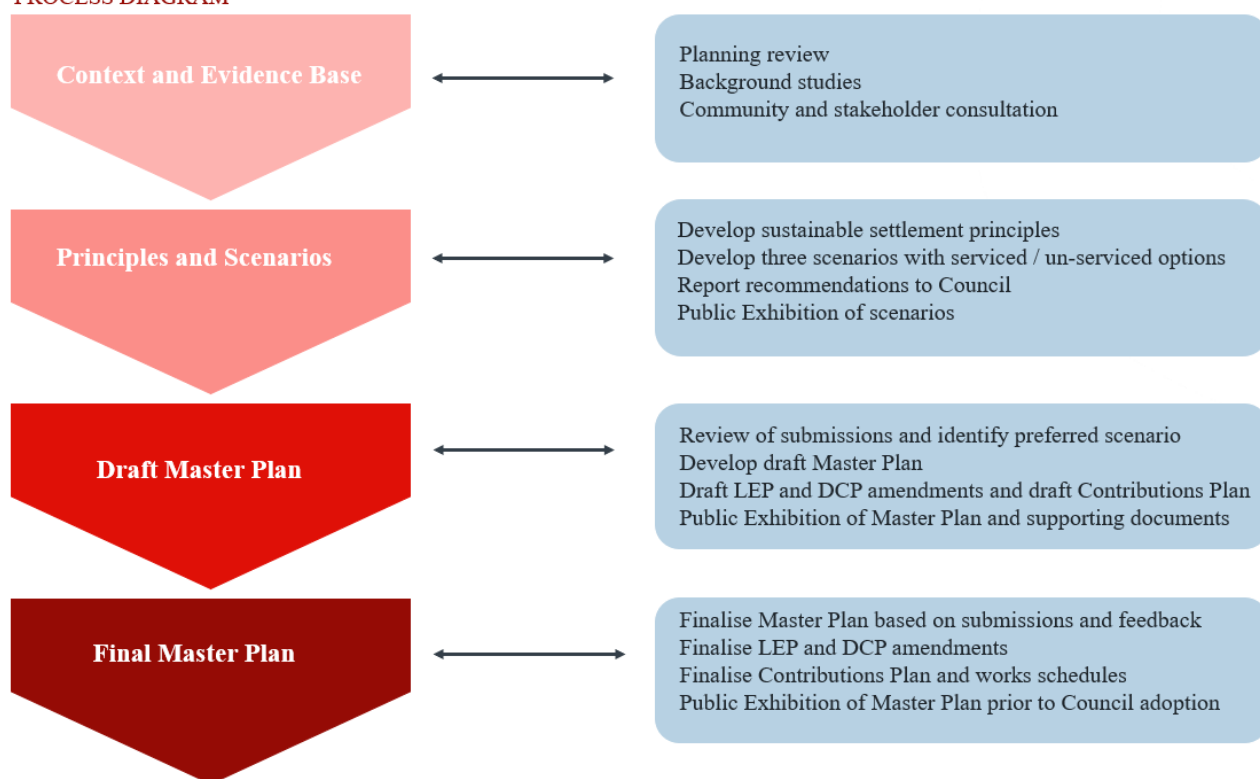 PROCESS DIAGRAM
Context and Evidence Base
Planning review
Background studies
Community and stakeholder consultation
Principles and Scenarios
Develop sustainable settlement principles
Develop three scenarios with serviced / un-serviced options
Report recommendations to Council
Public Exhibition of scenarios
Draft Master Plan
Review of submissions and identify preferred scenario
Develop draft Master Plan
Draft LEP and DCP amendments and draft Contributions Plan
Public Exhibition of Master Plan and supporting documents
Final Master Plan
Finalise Master Plan based on submissions and feedback
Finalise LEP and DCP amendments
Finalise Contributions Plan and works schedules
Public Exhibition of Master Plan prior to Council adoption